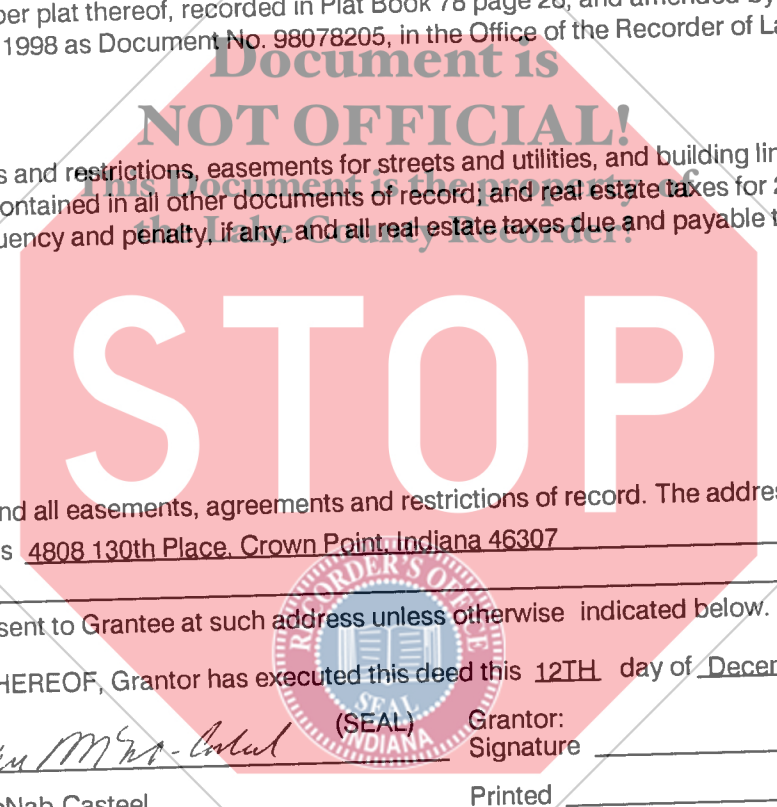 per plat thereof, recorded in Plat Book 78 page 26, and amended by
1998 as Document No. 98078205, in the Office of the Recorder of La
Document is
NOT OFFICIAL!
s and restrictions, easements for streets and utilities, and building lin
This Document is the property of
ontained in all other documents of record; and real estate taxes for 2
the Lake County Recorder!
uency and penalty, if any, and all real estate taxes due and payable t
STOP
nd all easements, agreements and restrictions of record. The addres
s 4808 130th Place, Crown Point, Indiana 46307
RECORDER'S OFFICE
sent to Grantee at such address unless otherwise indicated below.
HEREOF, Grantor has executed this deed this 12TH day of Decem
SEAL
INDIANA
(SEAL) Grantor:
Signature
Nab Casteel
Printed